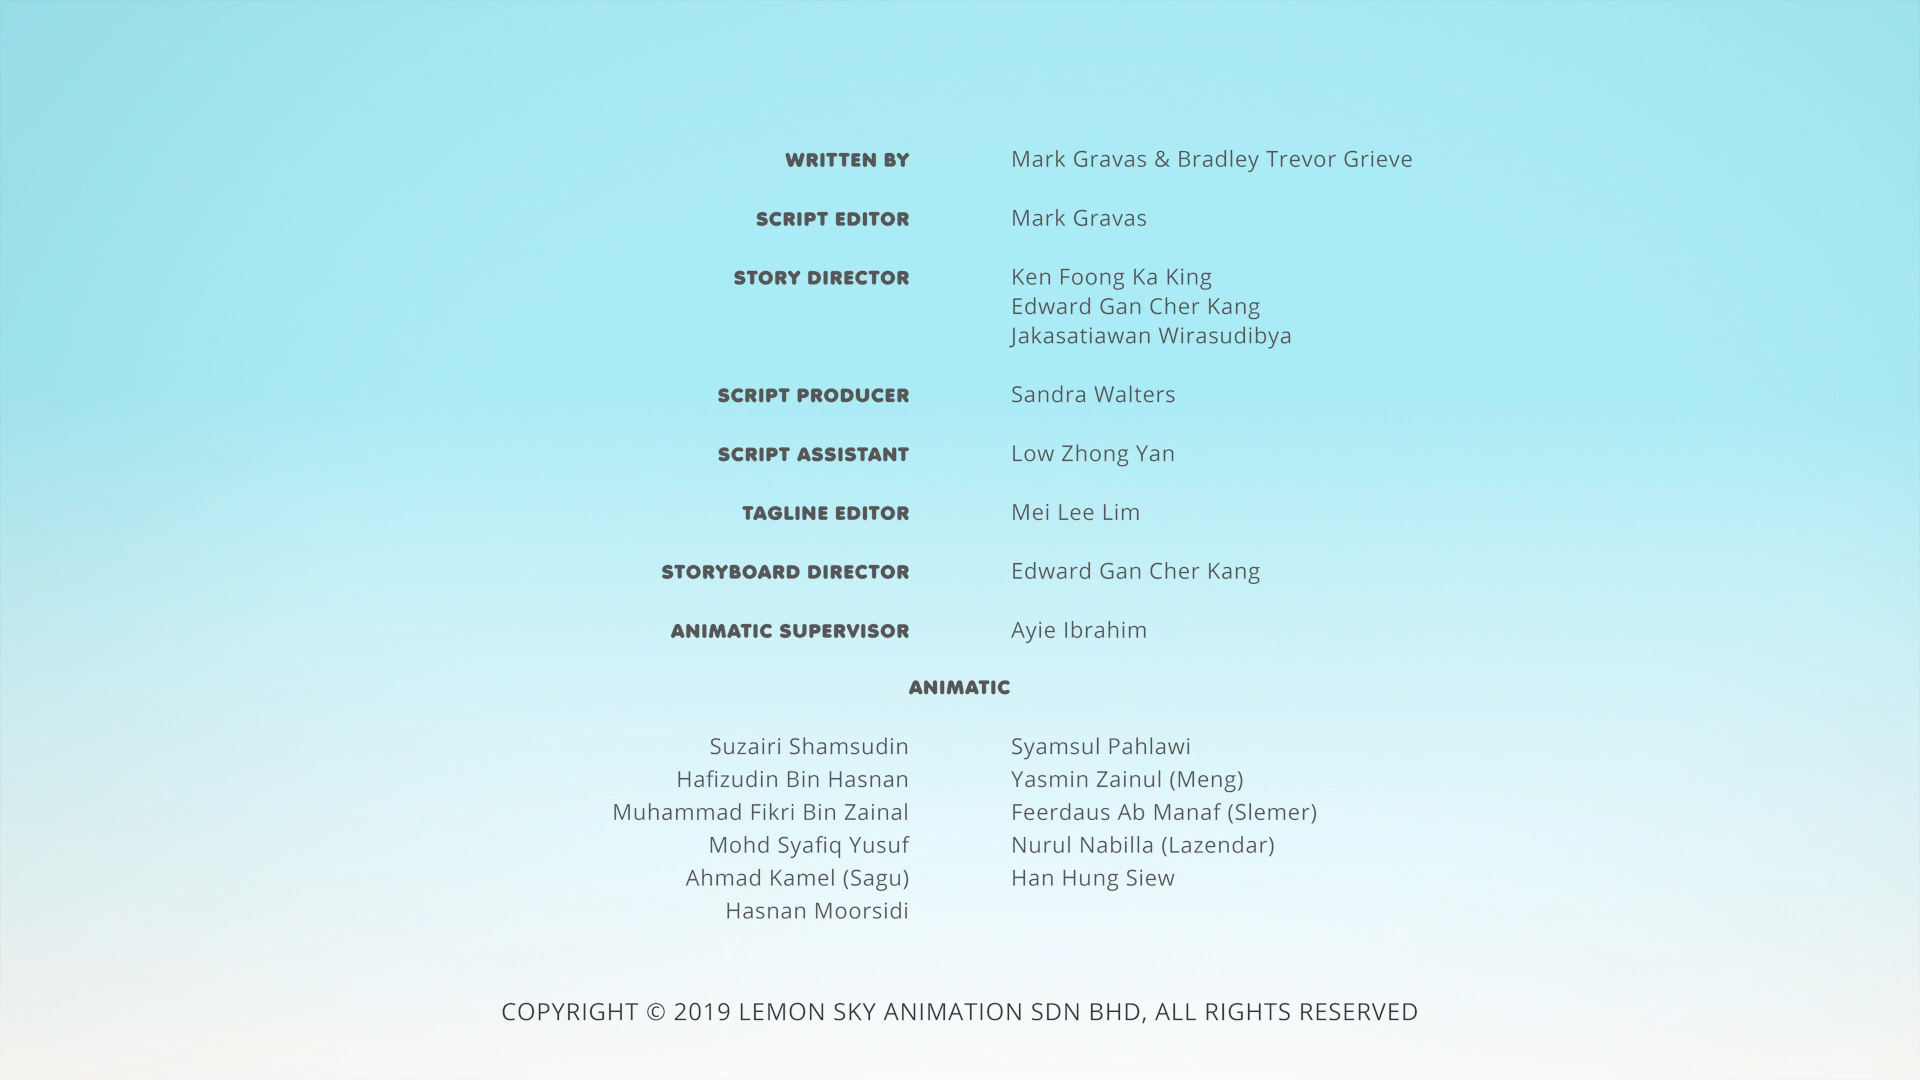 WRITTEN BY Mark Gravas & Bradley Trevor Grieve
SCRIPT EDITOR Mark Gravas
STORY DIRECTOR Ken Foong Ka King
Edward Gan Cher Kang
Jakasatiawan Wirasudibya
SCRIPT PRODUCER Sandra Walters
SCRIPT ASSISTANT Low Zhong Yan
TAGLINE EDITOR Mei Lee Lim
STORYBOARD DIRECTOR Edward Gan Cher Kang
ANIMATIC SUPERVISOR Ayie Ibrahim
ANIMATIC
Suzairi Shamsudin Syamsul Pahlawi
Hafizudin Bin Hasnan Yasmin Zainul (Meng)
Muhammad Fikri Bin Zainal Feerdaus Ab Manaf (Slemer)
Mohd Syafiq Yusuf Nurul Nabilla (Lazendar)
Ahmad Kamel (Sagu) Han Hung Siew
Hasnan Moorsidi
COPYRIGHT © 2019 LEMON SKY ANIMATION SDN BHD, ALL RIGHTS RESERVED